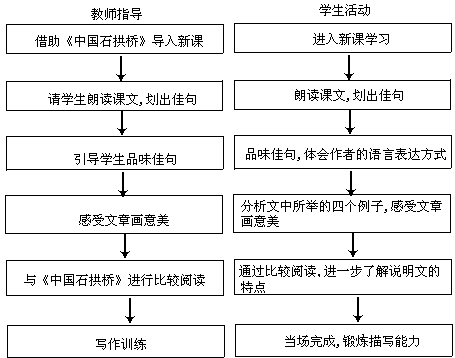 教师指导
学生活动
借助《中国石拱桥》导入新课
进入新课学习
请学生朗读课文,划出佳句
朗读课文,划出佳句
引导学生品味佳句
品味佳句,体会作者的语言表达方式
感受文章画意美
分析文中所举的四个例子,感受文章
画意美
与《中国石拱桥》进行比较阅读
通过比较阅读,进一步了解说明文的
特点
写作训练
当场完成,锻炼描写能力